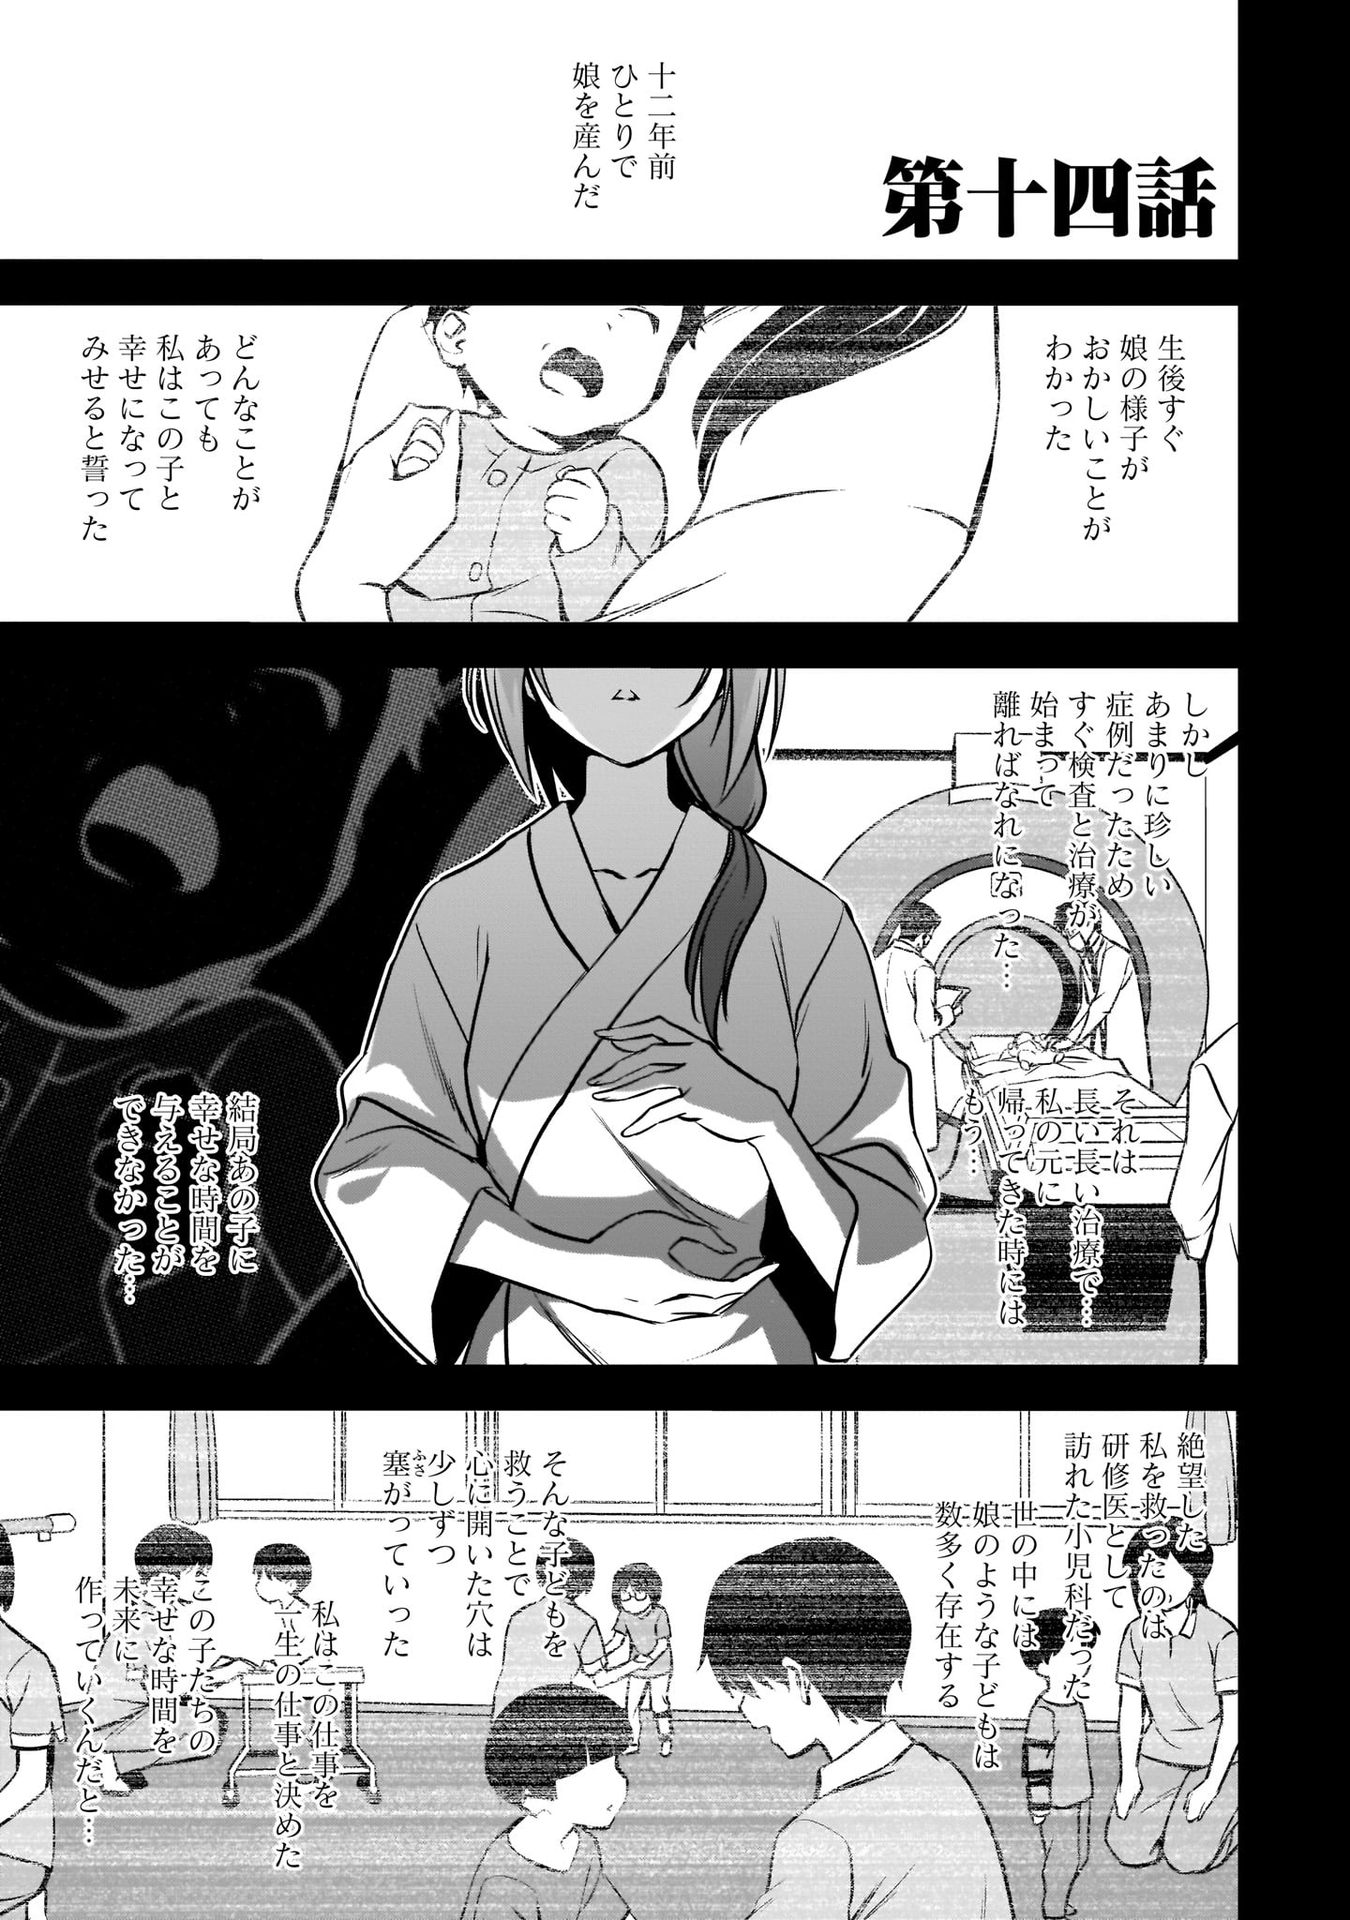 第十四話
十二年前
ひとりで
娘を産んだ
生後すぐ
娘の様子が
おかしいことが
わかった
どんなことが
あっても
私はこの子と
幸せになって
みせると誓った
しかし
あまりに珍しい
症例だったため
すぐ検査と治療が
始まって
離ればなれになった…
それは
長い長い治療で…
私の元に
帰ってきた時には
もう…
結局あの子に
幸せな時間を
与えることが
できなかった…
絶望した
私を救ったのは
研修医として
訪れた小児科だった
世の中には
娘のような子どもは
数多く存在する
そんな子どもを
救うことで
心に開いた穴は
少しずつ
塞がっていった
ふさ
私はこの仕事を
一生の仕事と決めた
この子たちの
幸せな時間を
未来に
作っていくんだと…